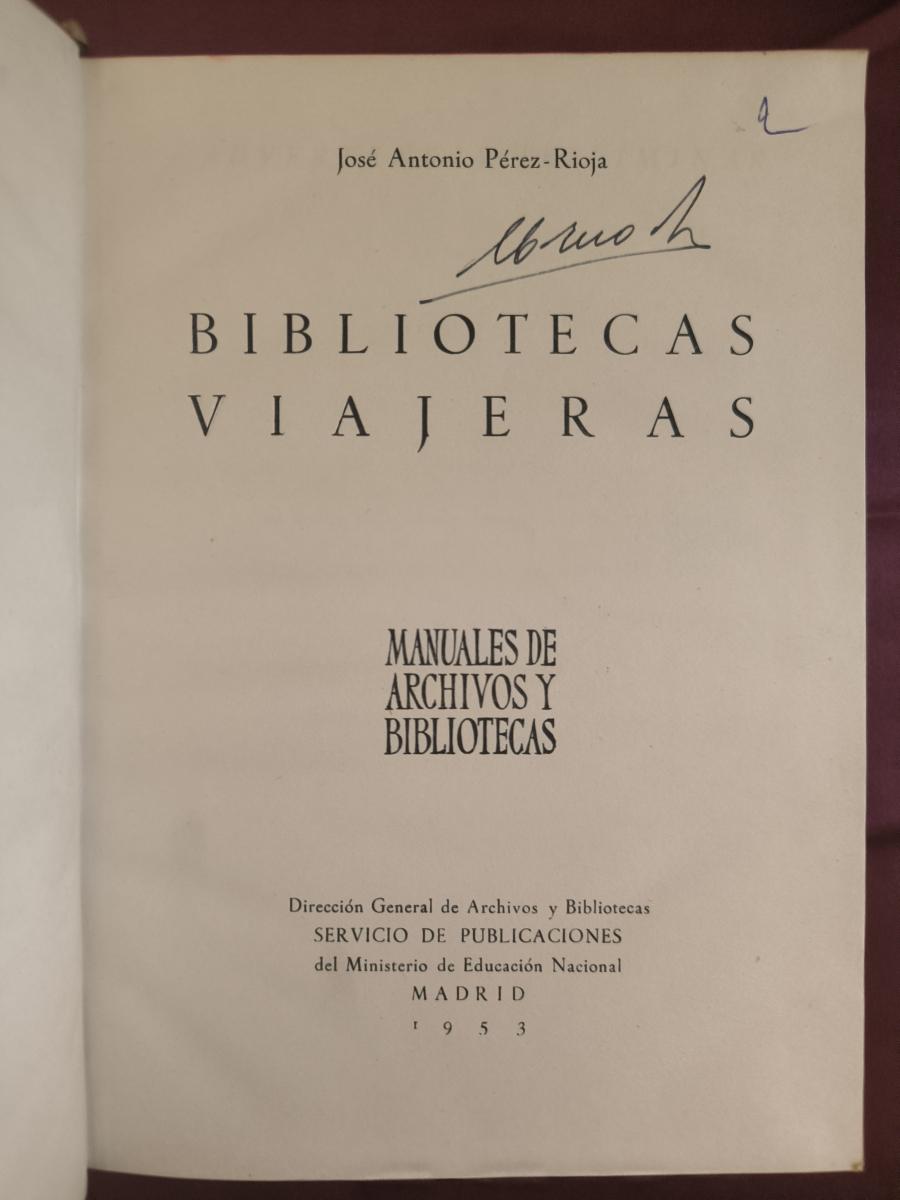 José Antonio Pérez-Rioja
BIBLIOTECAS
VIAJERAS
MANUALES DE
ARCHIVOS Y
BIBLIOTECAS
Dirección General de Archivos y Bibliotecas
SERVICIO DE PUBLICACIONES
del Ministerio de Educación Nacional
MADRID
1953